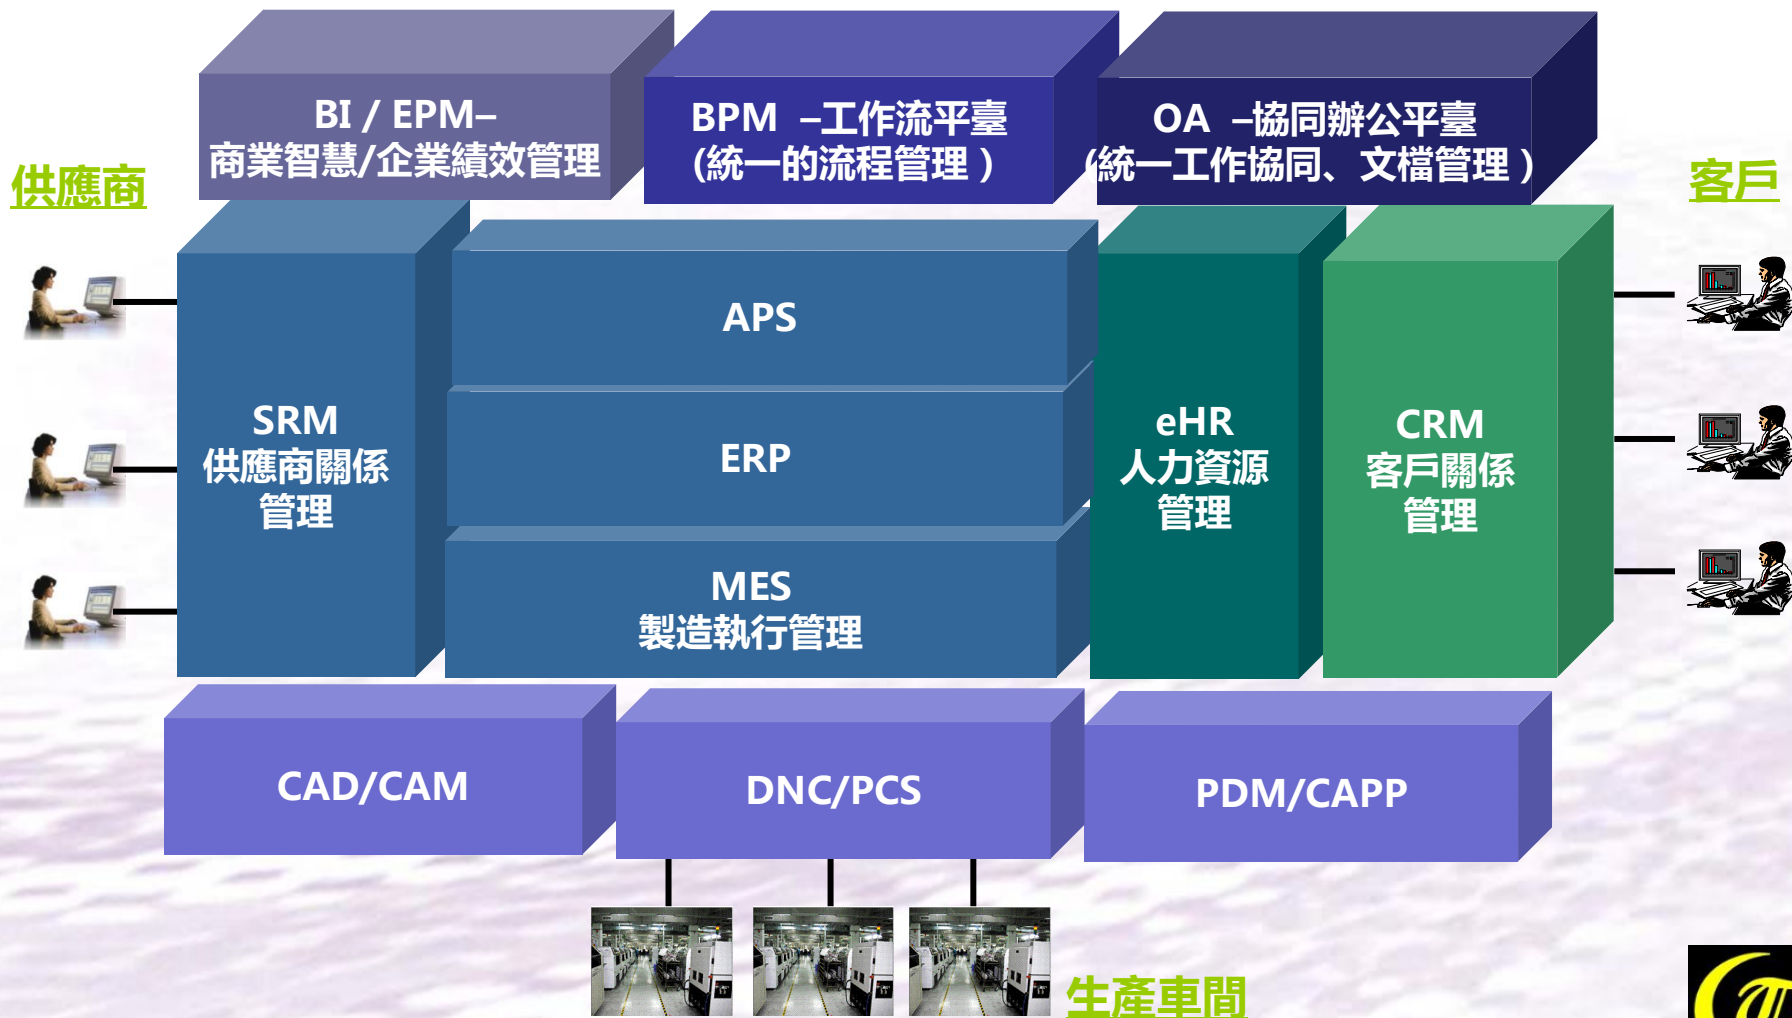 BI / EPM–
商業智慧/企業績效管理
BPM –工作流平臺
(統一的流程管理)
OA –協同辦公平臺
(統一工作協同、文檔管理)
供應商
客戶
APS
SRM
供應商關係
管理
ERP
eHR
人力資源
管理
CRM
客戶關係
管理
MES
製造執行管理
CAD/CAM
DNC/PCS
PDM/CAPP
生產車間